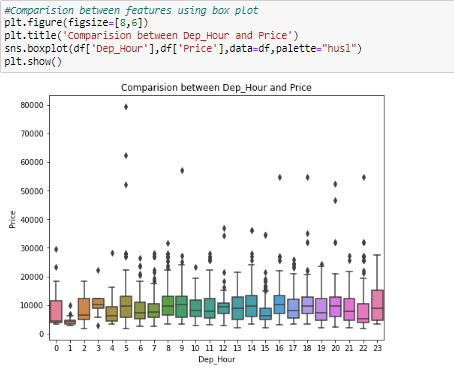 #Comparision between features using box plot
plt.figure(figsize=[8,6])
plt.title('Comparision between Dep_Hour and Price')
sns.boxplot(df['Dep_Hour'],df['Price'],data=df,palette="husl")
plt.show()
Comparision between Dep_Hour and Price
80000
70000
60000
50000
40000
30000
20000
10000
0
Price
0 1 2 3 4 5 6 7 8 9 10 11 12 13 14 15 16 17 18 19 20 21 22 23
Dep_Hour